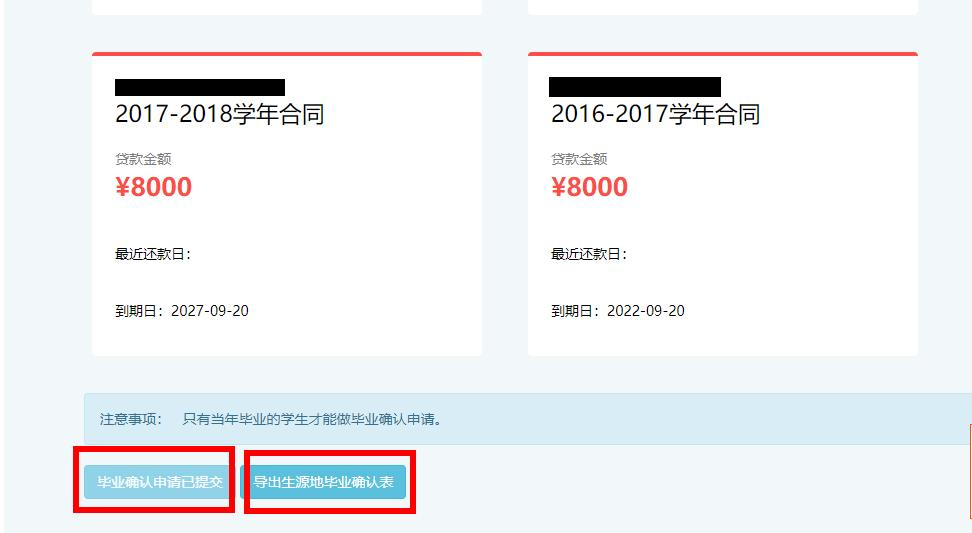 2017-2018学年合同
贷款金额
¥8000
最近还款日：
到期日：2027-09-20
2016-2017学年合同
贷款金额
¥8000
最近还款日：
到期日：2022-09-20
注意事项： 只有当年毕业的学生才能做毕业确认申请。
毕业确认申请已提交 导出生源地毕业确认表